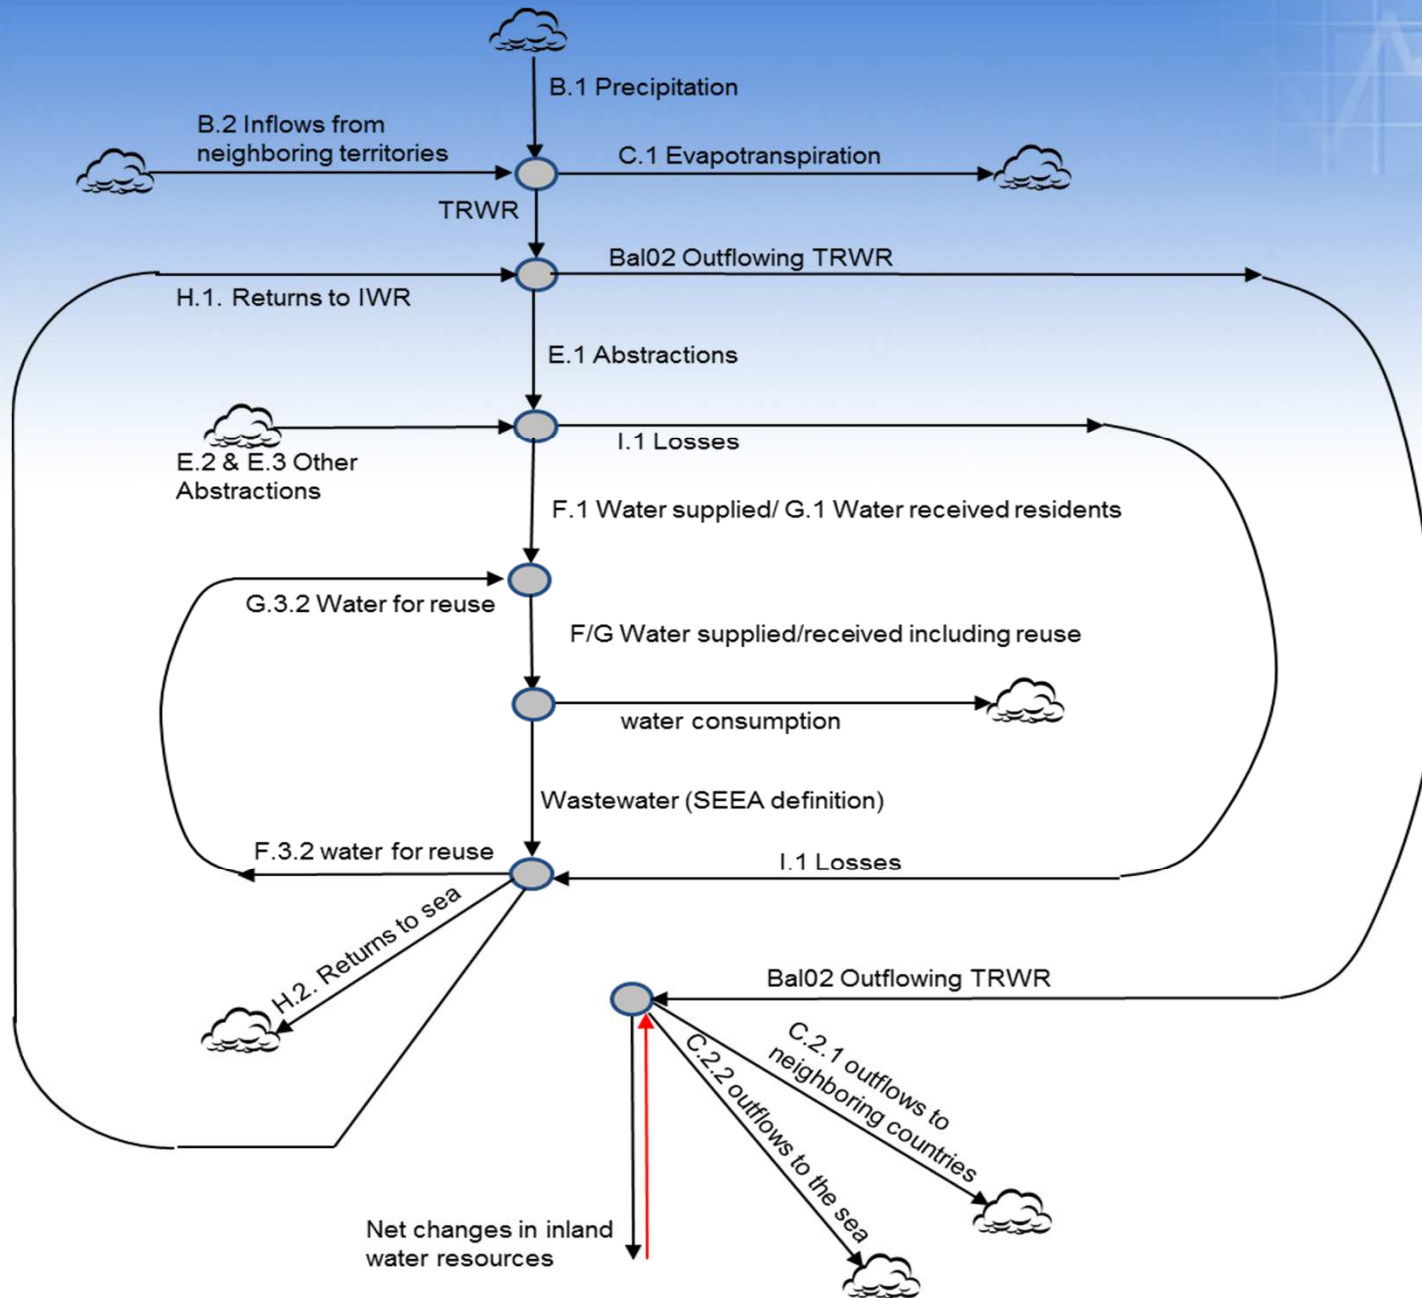 B.1 Precipitation
B.2 Inflows from
neighboring territories
C.1 Evapotranspiration
TRWR
Bal02 Outflowing TRWR
H.1. Returns to IWR
E.1 Abstractions
I.1 Losses
E.2 & E.3 Other
Abstractions
F.1 Water supplied/ G.1 Water received residents
G.3.2 Water for reuse
F/G Water supplied/received including reuse
water consumption
Wastewater (SEEA definition)
F.3.2 water for reuse
I.1 Losses
H.2. Returns to sea
Bal02 Outflowing TRWR
C.2.1 outflows to
neighboring countries
C.2.2 outflows to the sea
Net changes in inland
water resources